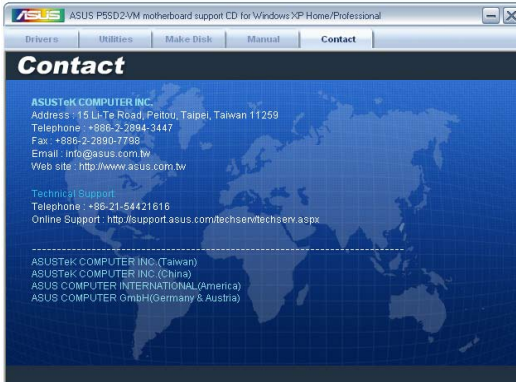 ASUS ASUS P5SD2-VM motherboard support CD for Windows XP Home/Professional
Drivers Utilities Make Disk Manual Contact
Contact
ASUSTeK COMPUTER INC.
Address : 15 Li-Te Road, Peitou, Taipei, Taiwan 11259
Telephone : +886-2-2894-3447
Fax : +886-2-2890-7798
Email : info@asus.com.tw
Web site : http://www.asus.com.tw
Technical Support
Telephone : +86-21-54421616
Online Support : http://support.asus.com/techserv/techserv.aspx
ASUSTeK COMPUTER INC.(Taiwan)
ASUSTeK COMPUTER INC.(China)
ASUS COMPUTER INTERNATIONAL(America)
ASUS COMPUTER GmbH(Germany & Austria)